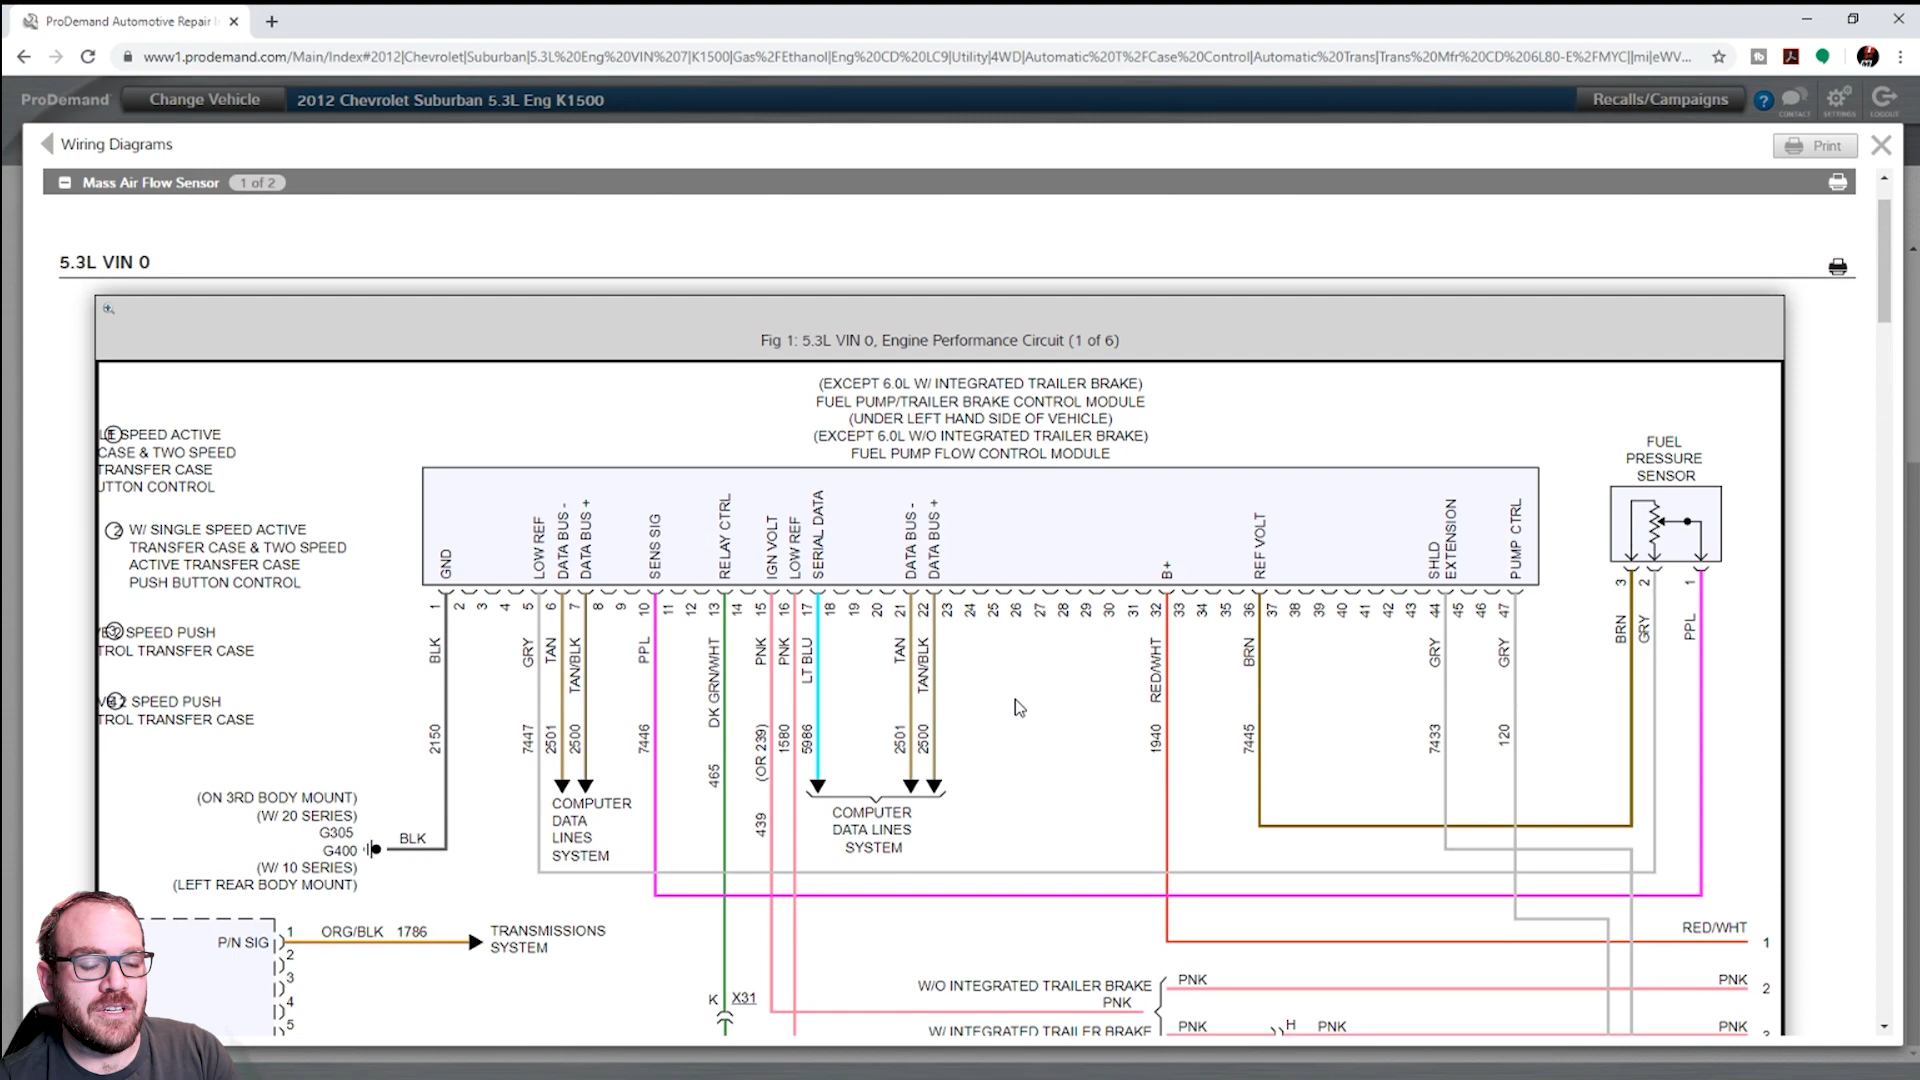 ProDemand Automotive Repair I
www1.prodemand.com/Main/Index#2012|Chevrolet|Suburban|5.3L%20Eng%20VIN%207|K1500|Gas%2FEthanol|Eng%20CD%20LC9|Utility|4WD|Automatic%20T%2FCase%20Control|Automatic%20Trans|Trans%20Mfr%20CD%206L80-E%2FMYC||mi|eWV...
ProDemand Change Vehicle 2012 Chevrolet Suburban 5.3L Eng K1500 Recalls/Campaigns ? CONTACT SETTINGS LOGOUT
Wiring Diagrams Print
Mass Air Flow Sensor 1 of 2
5.3L VIN 0
Fig 1: 5.3L VIN 0, Engine Performance Circuit (1 of 6)
(EXCEPT 6.0L W/ INTEGRATED TRAILER BRAKE)
FUEL PUMP/TRAILER BRAKE CONTROL MODULE
(UNDER LEFT HAND SIDE OF VEHICLE)
(EXCEPT 6.0L W/O INTEGRATED TRAILER BRAKE)
FUEL PUMP FLOW CONTROL MODULE
SPEED ACTIVE
CASE & TWO SPEED
TRANSFER CASE
UTTON CONTROL
2 W/ SINGLE SPEED ACTIVE
TRANSFER CASE & TWO SPEED
ACTIVE TRANSFER CASE
PUSH BUTTON CONTROL
SPEED PUSH
TROL TRANSFER CASE
SPEED PUSH
TROL TRANSFER CASE
FUEL
PRESSURE
SENSOR
GND
LOW REF
DATA BUS -
DATA BUS +
SENS SIG
RELAY CTRL
IGN VOLT
LOW REF
SERIAL DATA
DATA BUS -
DATA BUS +
B+
REF VOLT
SHLD
EXTENSION
PUMP CTRL
1 2 3 4 5 6 7 8 9 10 11 12 13 14 15 16 17 18 19 20 21 22 23 24 25 26 27 28 29 30 31 32 33 34 35 36 37 38 39 40 41 42 43 44 45 46 47
3 2 1
BLK GRY TAN TAN/BLK PPL DK GRN/WHT PNK PNK LT BLU TAN TAN/BLK RED/WHT BRN GRY GRY
BRN GRY PPL
2150 7447 2501 2500 7446 465 439 (OR 239) 1580 5986 2501 2500 1940 7445 7433 120
COMPUTER
DATA
LINES
SYSTEM
COMPUTER
DATA LINES
SYSTEM
(ON 3RD BODY MOUNT)
(W/ 20 SERIES)
G305
G400
(W/ 10 SERIES)
(LEFT REAR BODY MOUNT)
BLK
P/N SIG 1 ORG/BLK 1786 TRANSMISSIONS
SYSTEM
2
3
4
5
RED/WHT 1
K X31
W/O INTEGRATED TRAILER BRAKE PNK PNK 2
PNK
W/ INTEGRATED TRAILER BRAKE PNK H PNK PNK